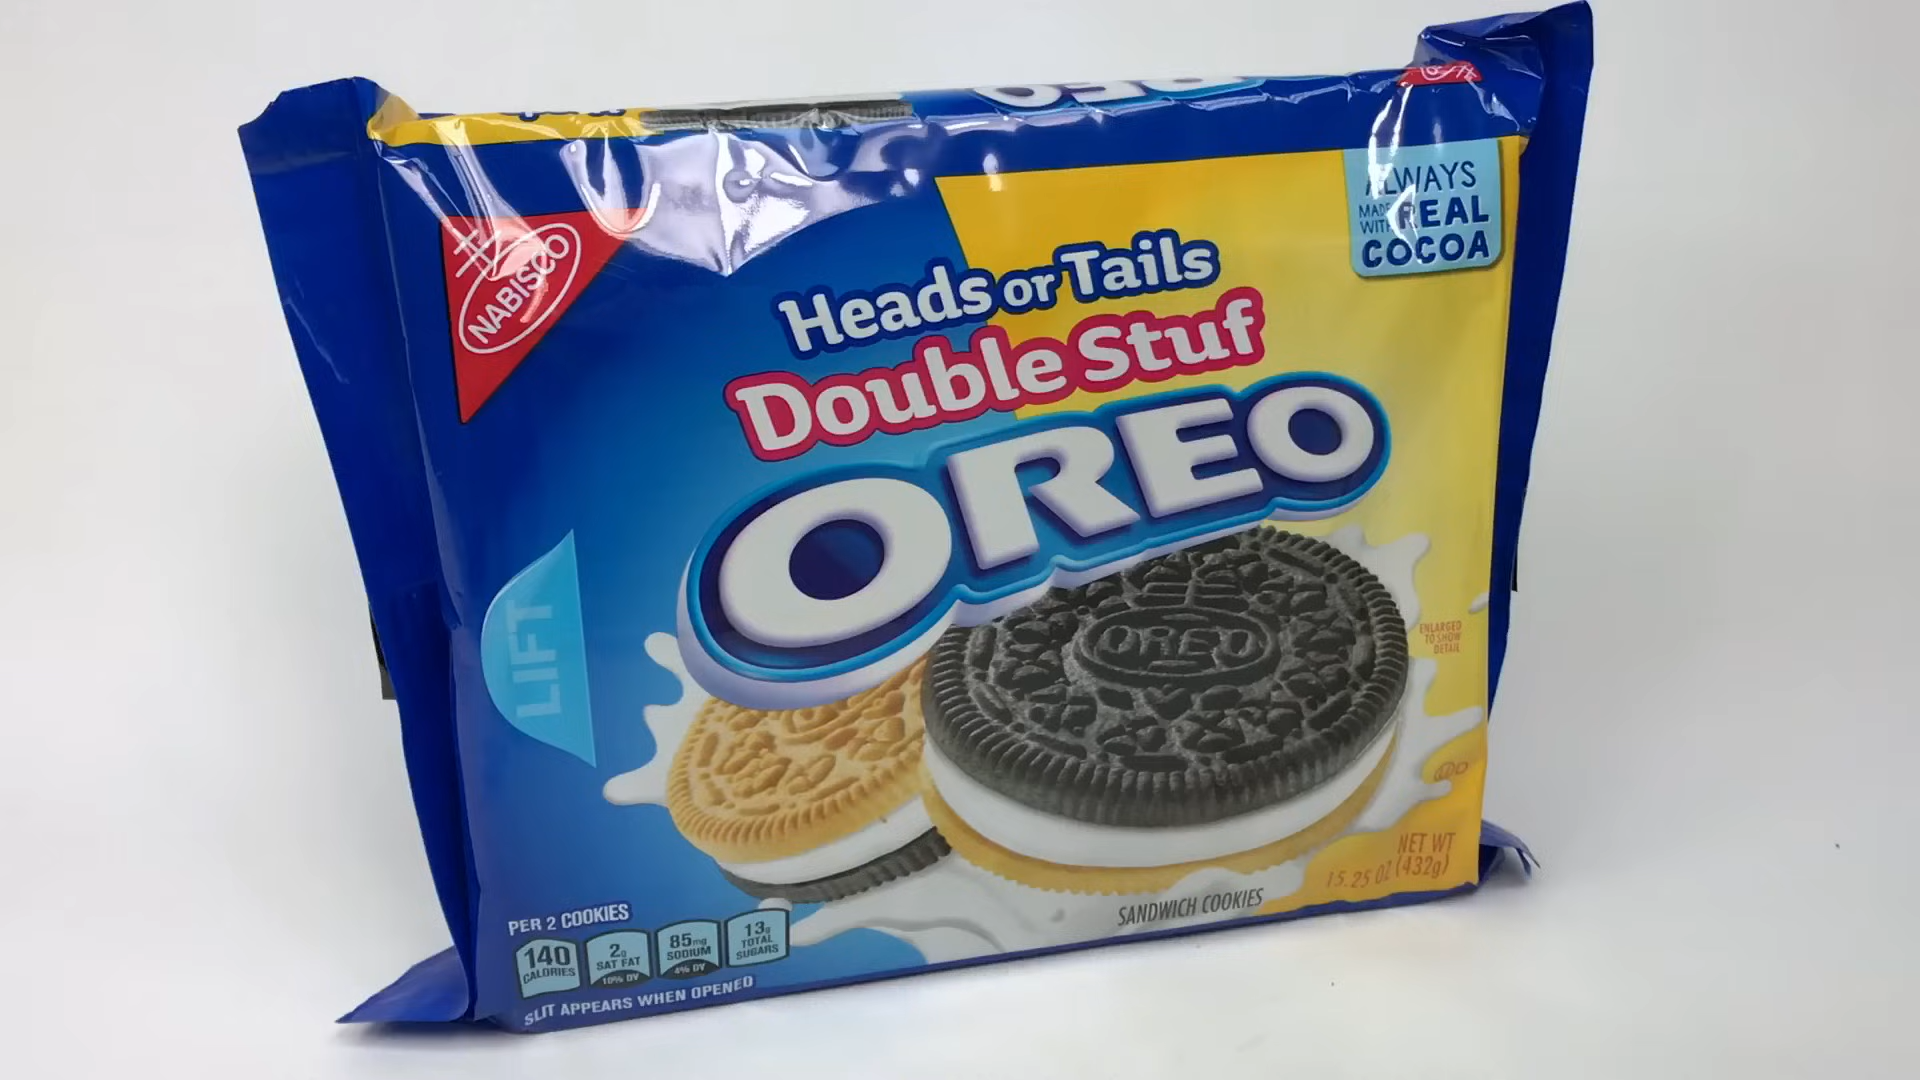 NABISCO
ALWAYS
MADE WITH REAL
COCOA
Heads or Tails
Double Stuf
OREO
LIFT
OREO
ENLARGED
TO SHOW
DETAIL
NET WT
15.25 OZ (432g)
SANDWICH COOKIES
PER 2 COOKIES
140 CALORIES
2g SAT FAT 10% DV
85mg SODIUM 4% DV
13g TOTAL SUGARS
SLIT APPEARS WHEN OPENED